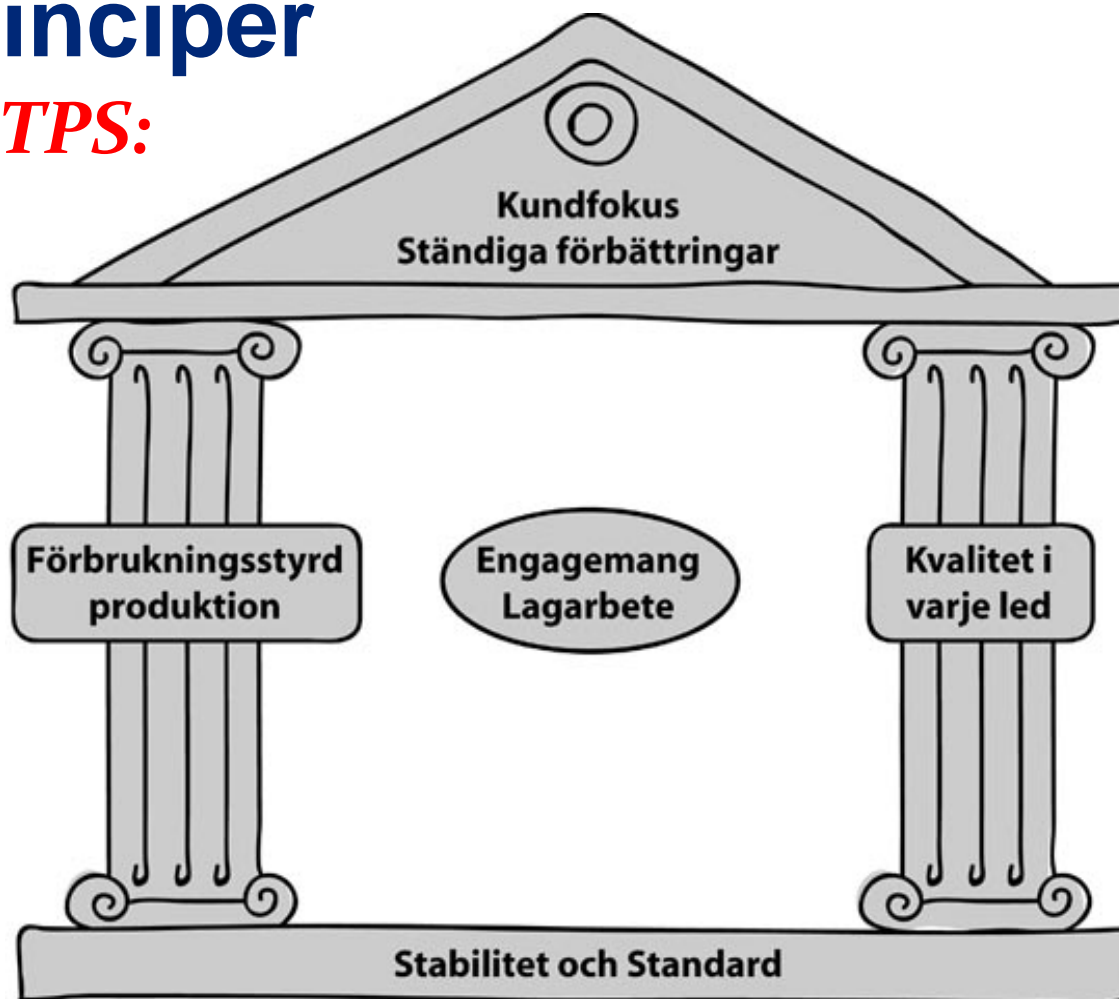 inciper
TPS:
Kundfokus
Ständiga förbättringar
Förbrukningsstyrd
produktion
Engagemang
Lagarbete
Kvalitet i
varje led
Stabilitet och Standard